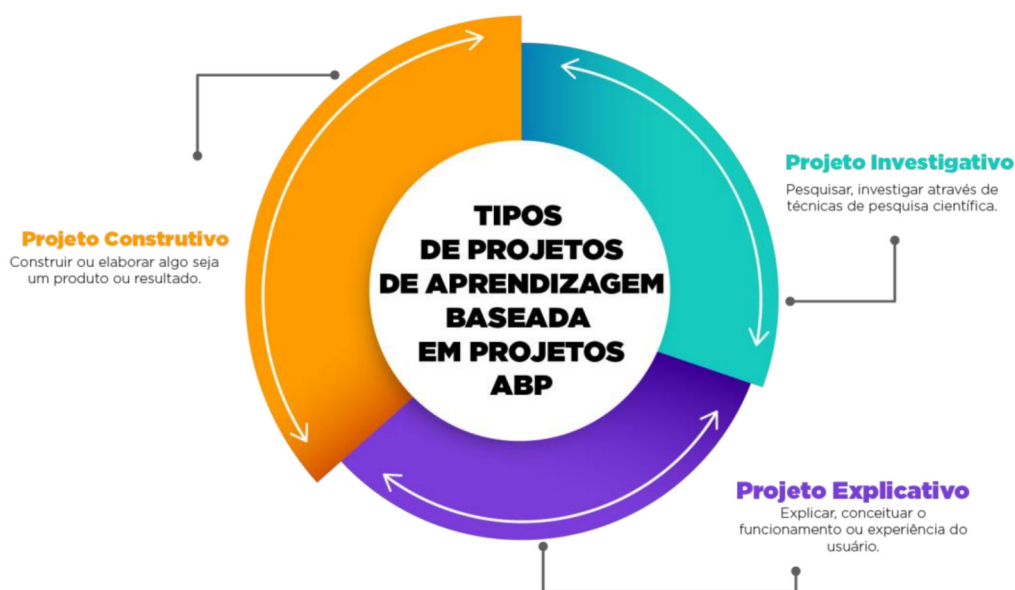 TIPOS
DE PROJETOS
DE APRENDIZAGEM
BASEADA
EM PROJETOS
ABP
Projeto Investigativo
Pesquisar, investigar através de
técnicas de pesquisa científica.
Projeto Construtivo
Construir ou elaborar algo seja
um produto ou resultado.
Projeto Explicativo
Explicar, conceituar o
funcionamento ou experiência do
usuário.